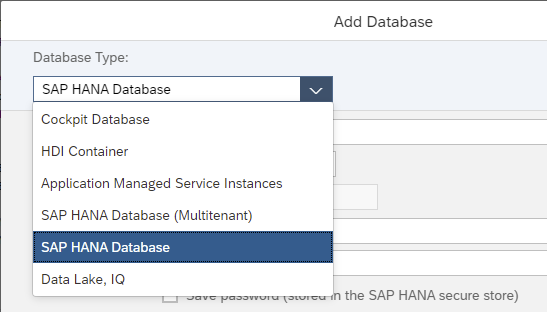 Add Database
Database Type:
SAP HANA Database
Cockpit Database
HDI Container
Application Managed Service Instances
SAP HANA Database (Multitenant)
SAP HANA Database
Data Lake, IQ
Save password (stored in the SAP HANA secure store)